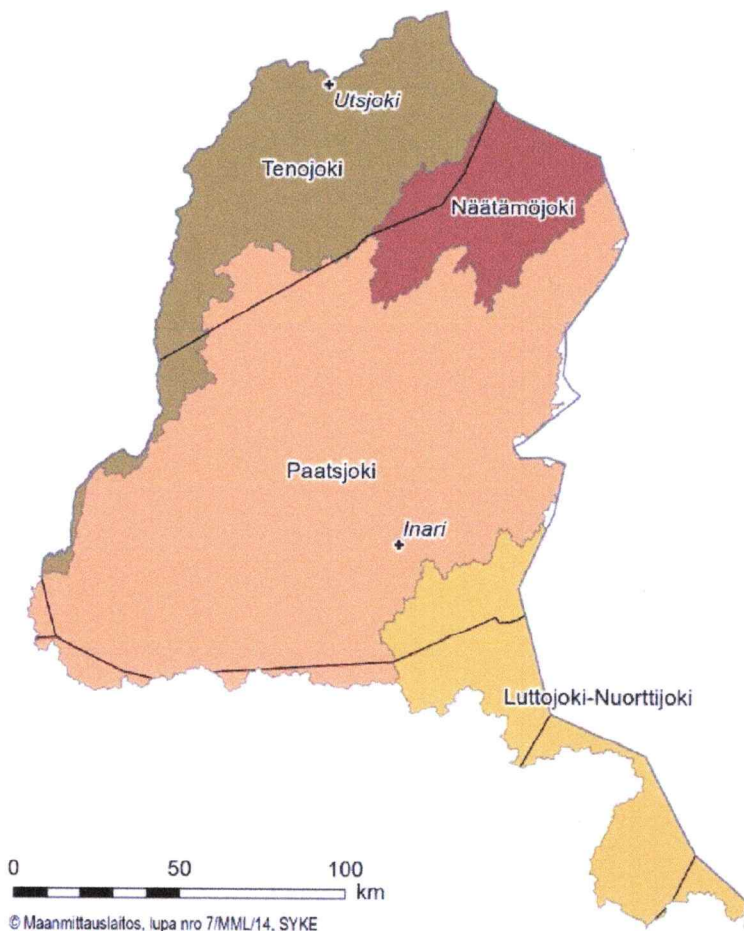 Utsjoki
Tenojoki
Näätämöjoki
Paatsjoki
Inari
Luttojoki-Nuorttijoki
0 50 100
km
© Maanmittauslaitos, lupa nro 7/MML/14, SYKE